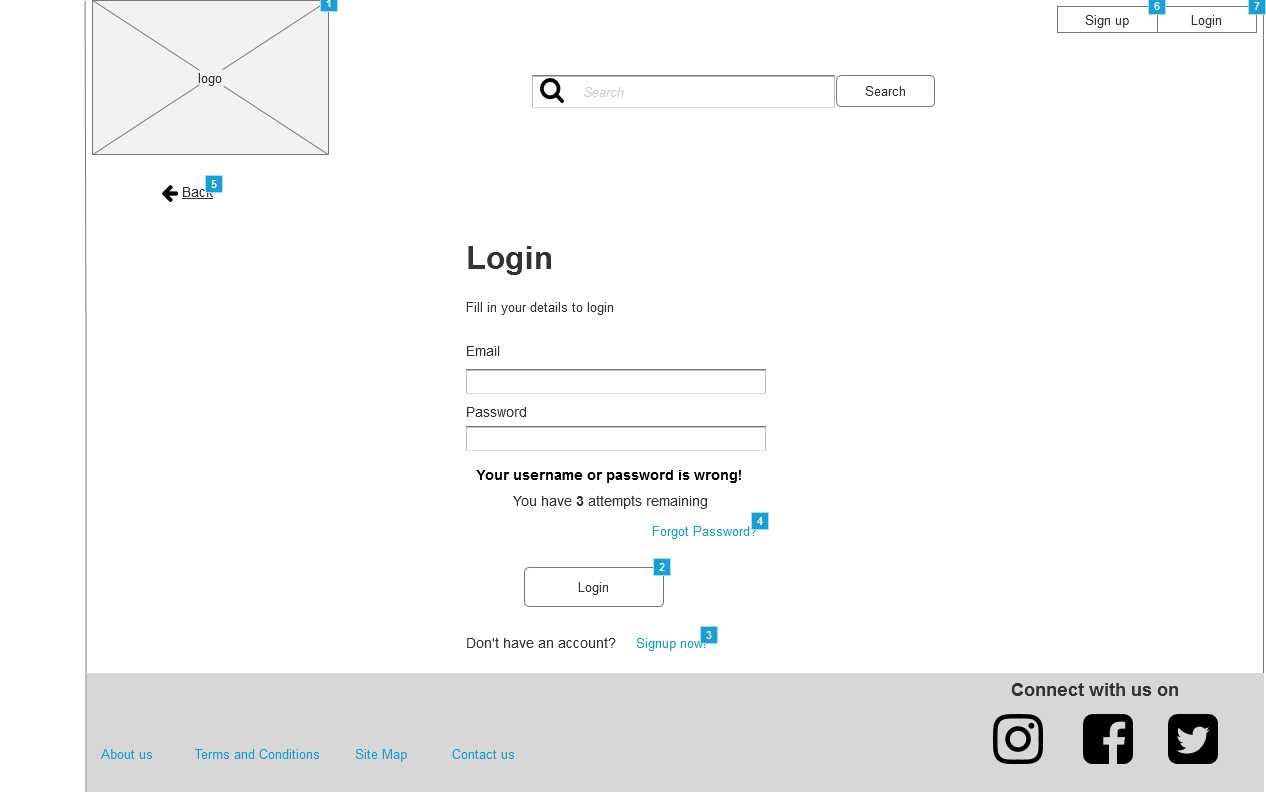 1
6
7
Sign up
Login
logo
Search
Search
5
Back
Login
Fill in your details to login
Email
Password
Your username or password is wrong!
You have 3 attempts remaining
4
Forgot Password?
2
Login
3
Don't have an account? Signup now!
Connect with us on
About us
Terms and Conditions
Site Map
Contact us